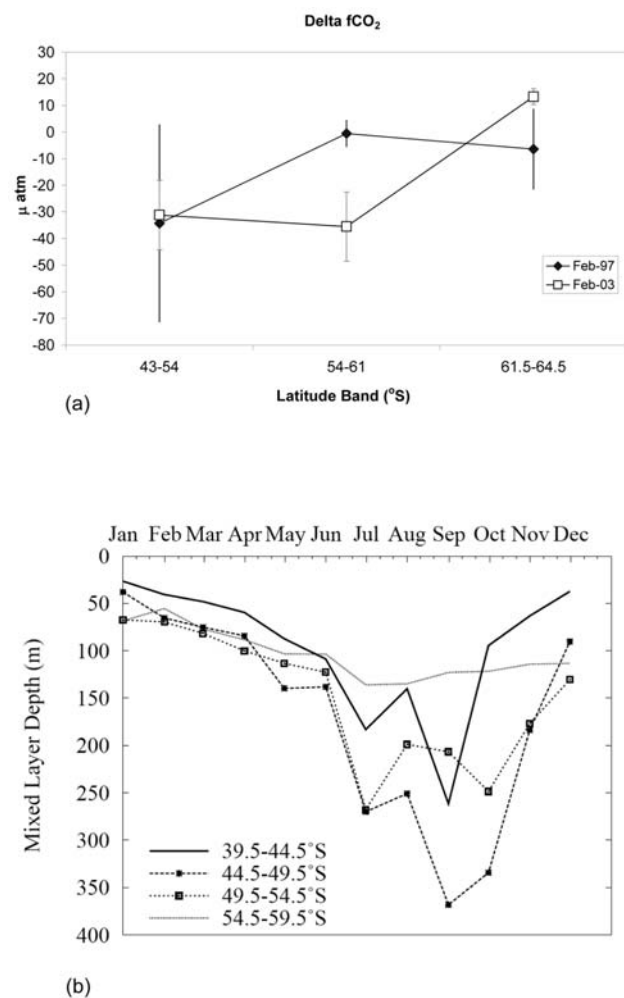 Delta fCO₂
30
20
10
0
-10
-20
-30
-40
-50
-60
-70
-80
μ atm
Feb-97
Feb-03
43-54 54-61 61.5-64.5
Latitude Band (°S)
(a)
Jan Feb Mar Apr May Jun Jul Aug Sep Oct Nov Dec
0
50
100
150
200
250
300
350
400
Mixed Layer Depth (m)
39.5-44.5°S
44.5-49.5°S
49.5-54.5°S
54.5-59.5°S
(b)